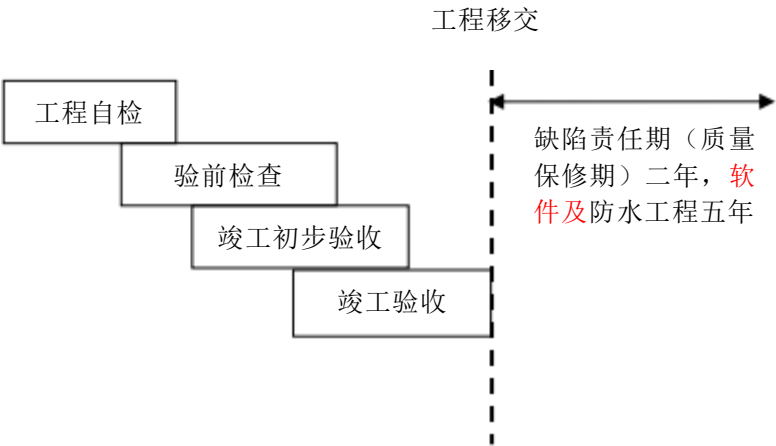 工程移交
工程自检
验前检查
竣工初步验收
竣工验收
缺陷责任期（质量
保修期）二年，软
件及防水工程五年